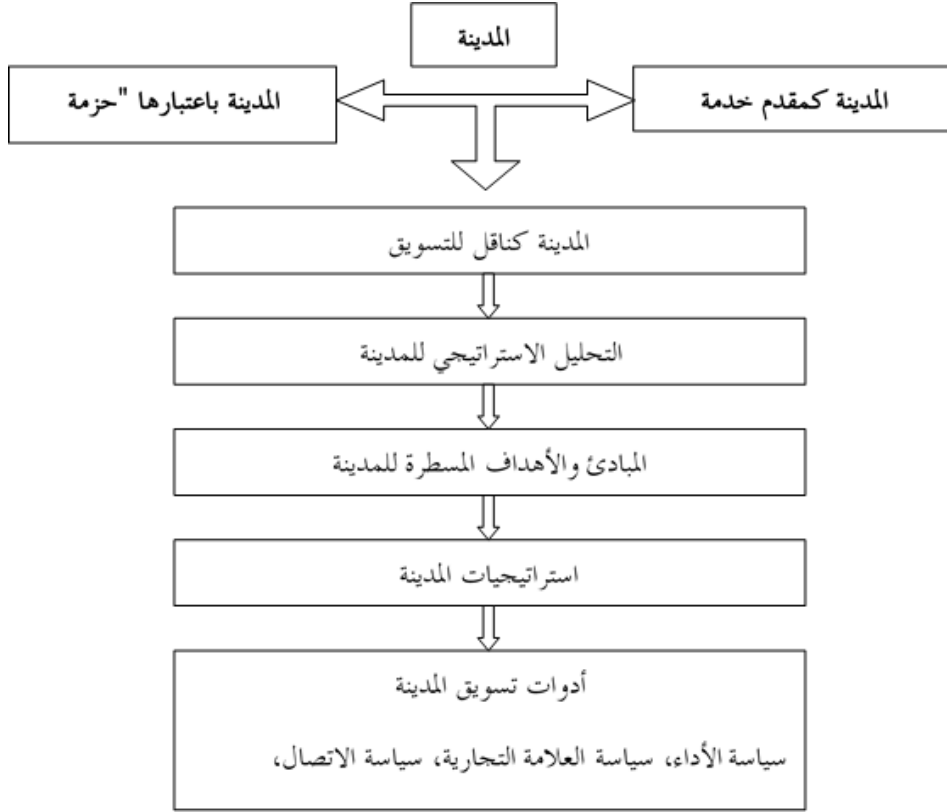 المدينة
المدينة كمقدم خدمة
المدينة باعتبارها "حزمة
المدينة كناقل للتسويق
التحليل الاستراتيجي للمدينة
المبادئ والأهداف المسطرة للمدينة
استراتيجيات المدينة
أدوات تسويق المدينة
سياسة الأداء، سياسة العلامة التجارية، سياسة الاتصال،